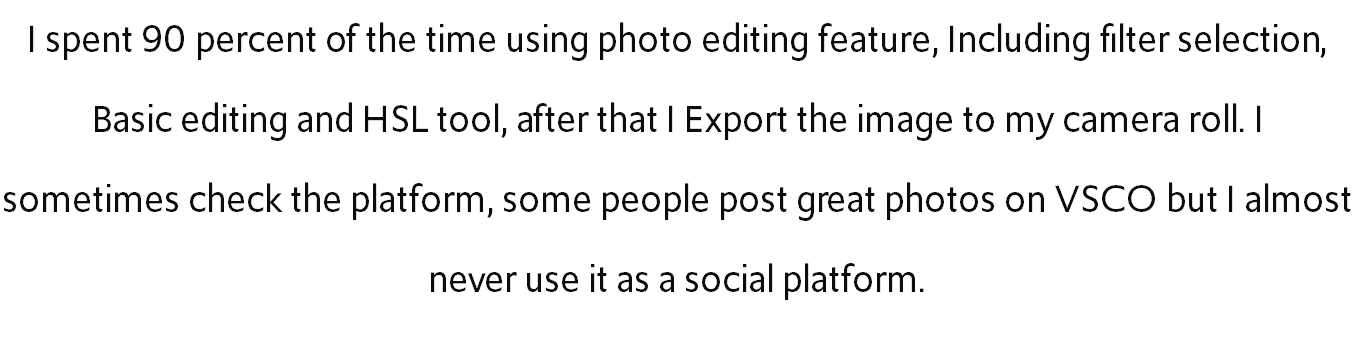 I spent 90 percent of the time using photo editing feature, Including filter selection,
Basic editing and HSL tool, after that I Export the image to my camera roll. I
sometimes check the platform, some people post great photos on VSCO but I almost
never use it as a social platform.